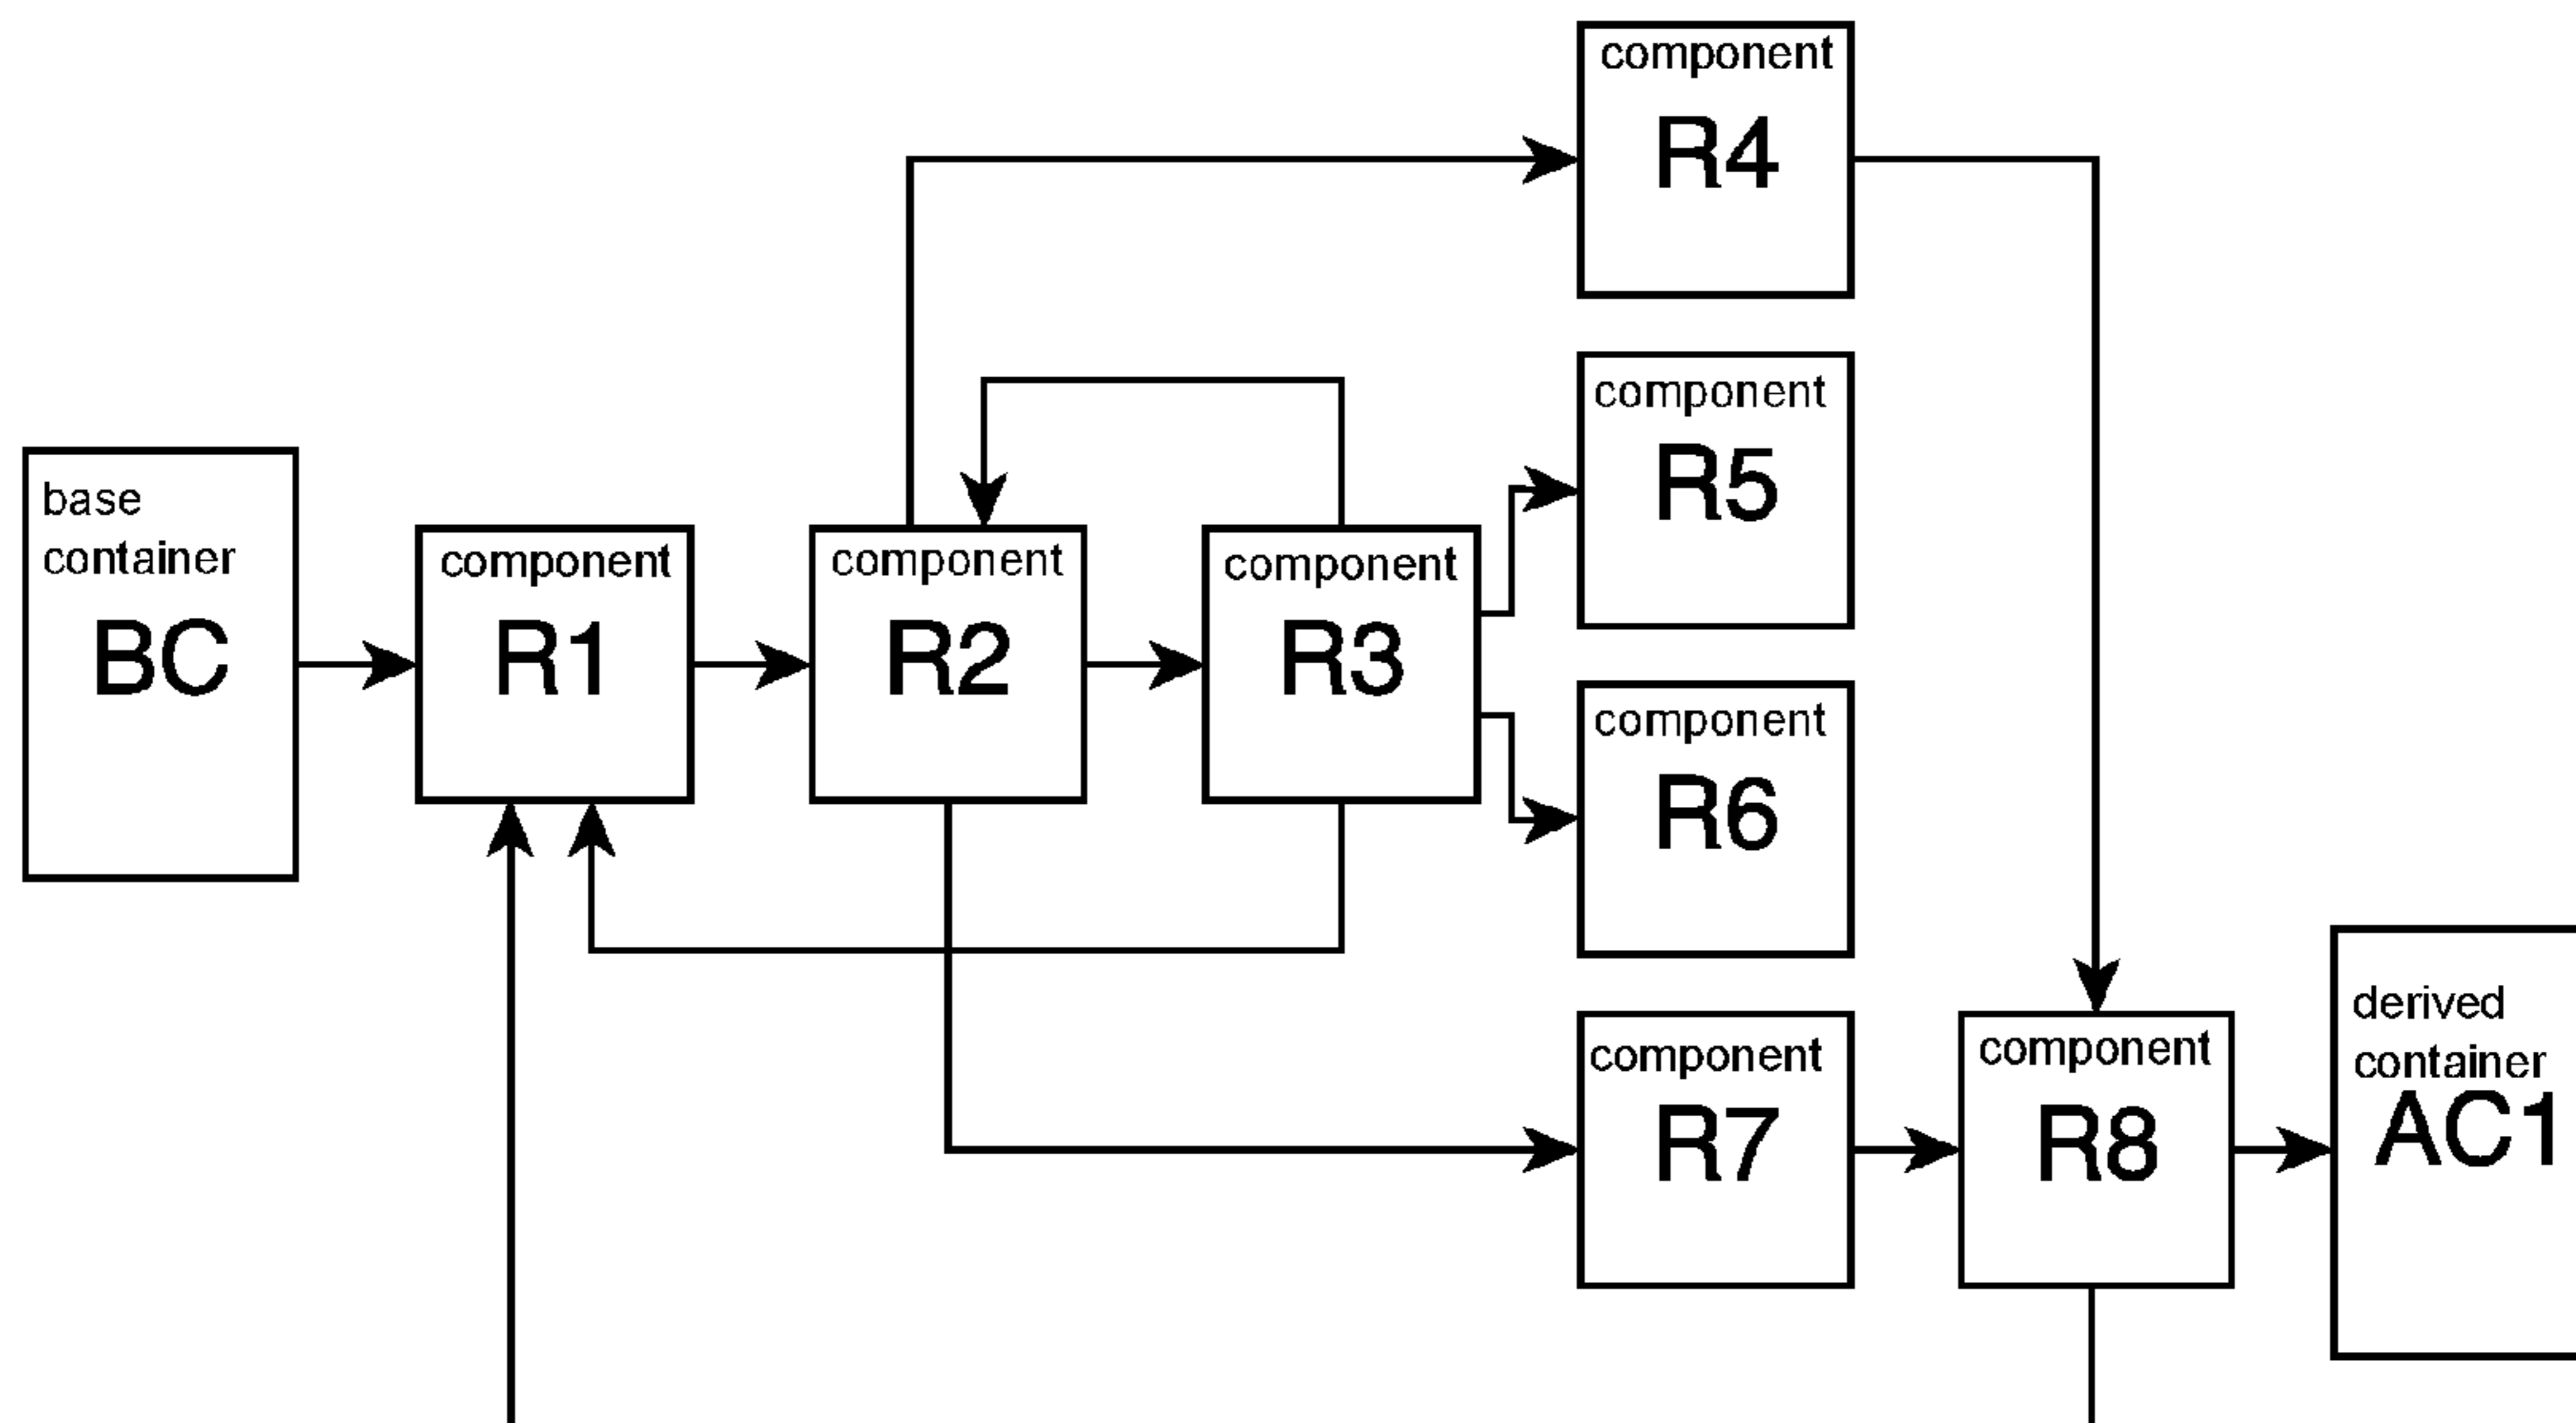 component
R4
component
R5
base
container
BC
component
R1
component
R2
component
R3
component
R6
component
R7
component
R8
derived
container
AC1